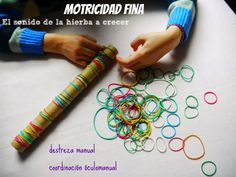 MOTRICIDAD FINA
El sonido de la hierba a crecer
destreza manual
coordinación óculomanual